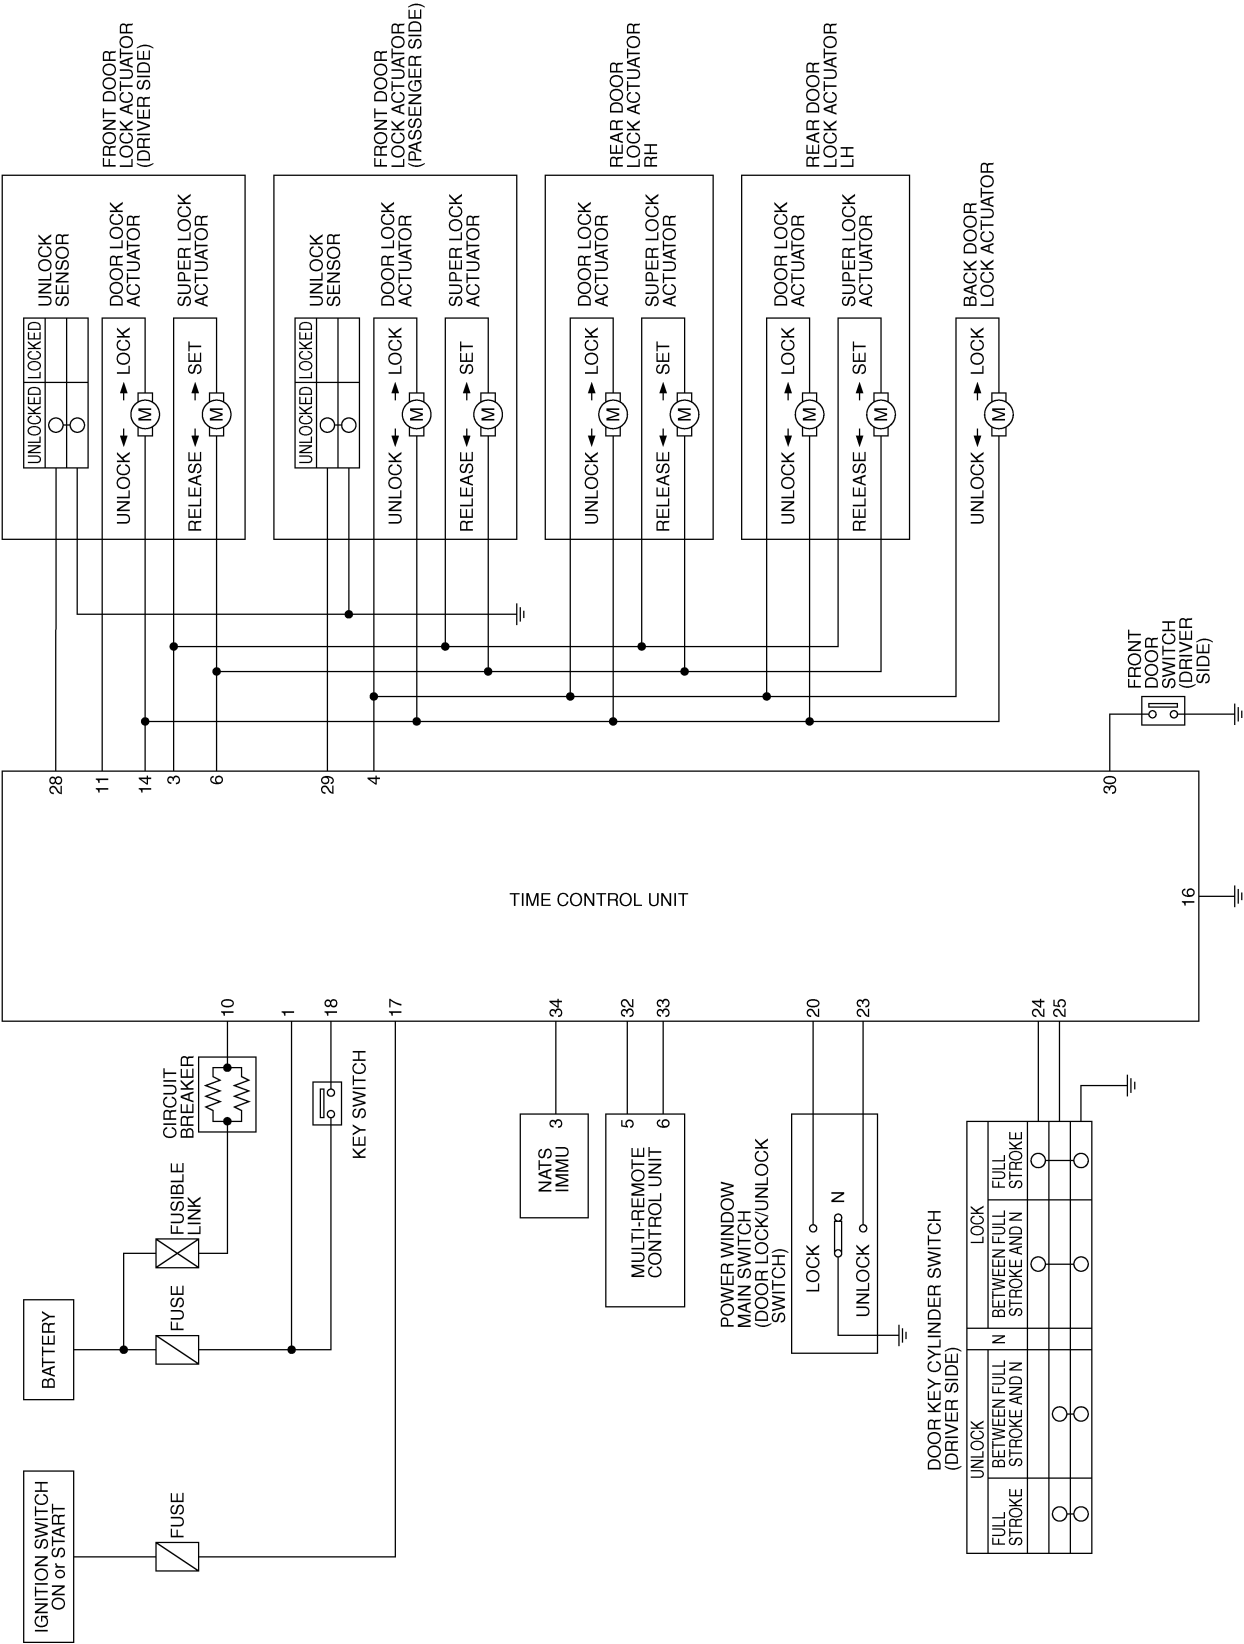 IGNITION SWITCH
ON or START
FUSE
BATTERY
FUSE
FUSIBLE
LINK
CIRCUIT
BREAKER
KEY SWITCH
10
1
18
17
NATS
IMMU
3
34
MULTI-REMOTE
CONTROL UNIT
5
6
32
33
POWER WINDOW
MAIN SWITCH
(DOOR LOCK/UNLOCK
SWITCH)
LOCK
N
UNLOCK
20
23
DOOR KEY CYLINDER SWITCH
(DRIVER SIDE)
UNLOCK
N
LOCK
FULL
STROKE
BETWEEN FULL
STROKE AND N
BETWEEN FULL
STROKE AND N
FULL
STROKE
24
25
TIME CONTROL UNIT
16
28
11
14
3
6
29
4
30
FRONT
DOOR
SWITCH
(DRIVER
SIDE)
UNLOCKED
LOCKED
UNLOCK
SENSOR
UNLOCK
LOCK
M
DOOR LOCK
ACTUATOR
RELEASE
SET
M
SUPER LOCK
ACTUATOR
FRONT DOOR
LOCK ACTUATOR
(DRIVER SIDE)
UNLOCKED
LOCKED
UNLOCK
SENSOR
UNLOCK
LOCK
M
DOOR LOCK
ACTUATOR
RELEASE
SET
M
SUPER LOCK
ACTUATOR
FRONT DOOR
LOCK ACTUATOR
(PASSENGER SIDE)
UNLOCK
LOCK
M
DOOR LOCK
ACTUATOR
RELEASE
SET
M
SUPER LOCK
ACTUATOR
REAR DOOR
LOCK ACTUATOR
RH
UNLOCK
LOCK
M
DOOR LOCK
ACTUATOR
RELEASE
SET
M
SUPER LOCK
ACTUATOR
REAR DOOR
LOCK ACTUATOR
LH
UNLOCK
LOCK
M
BACK DOOR
LOCK ACTUATOR